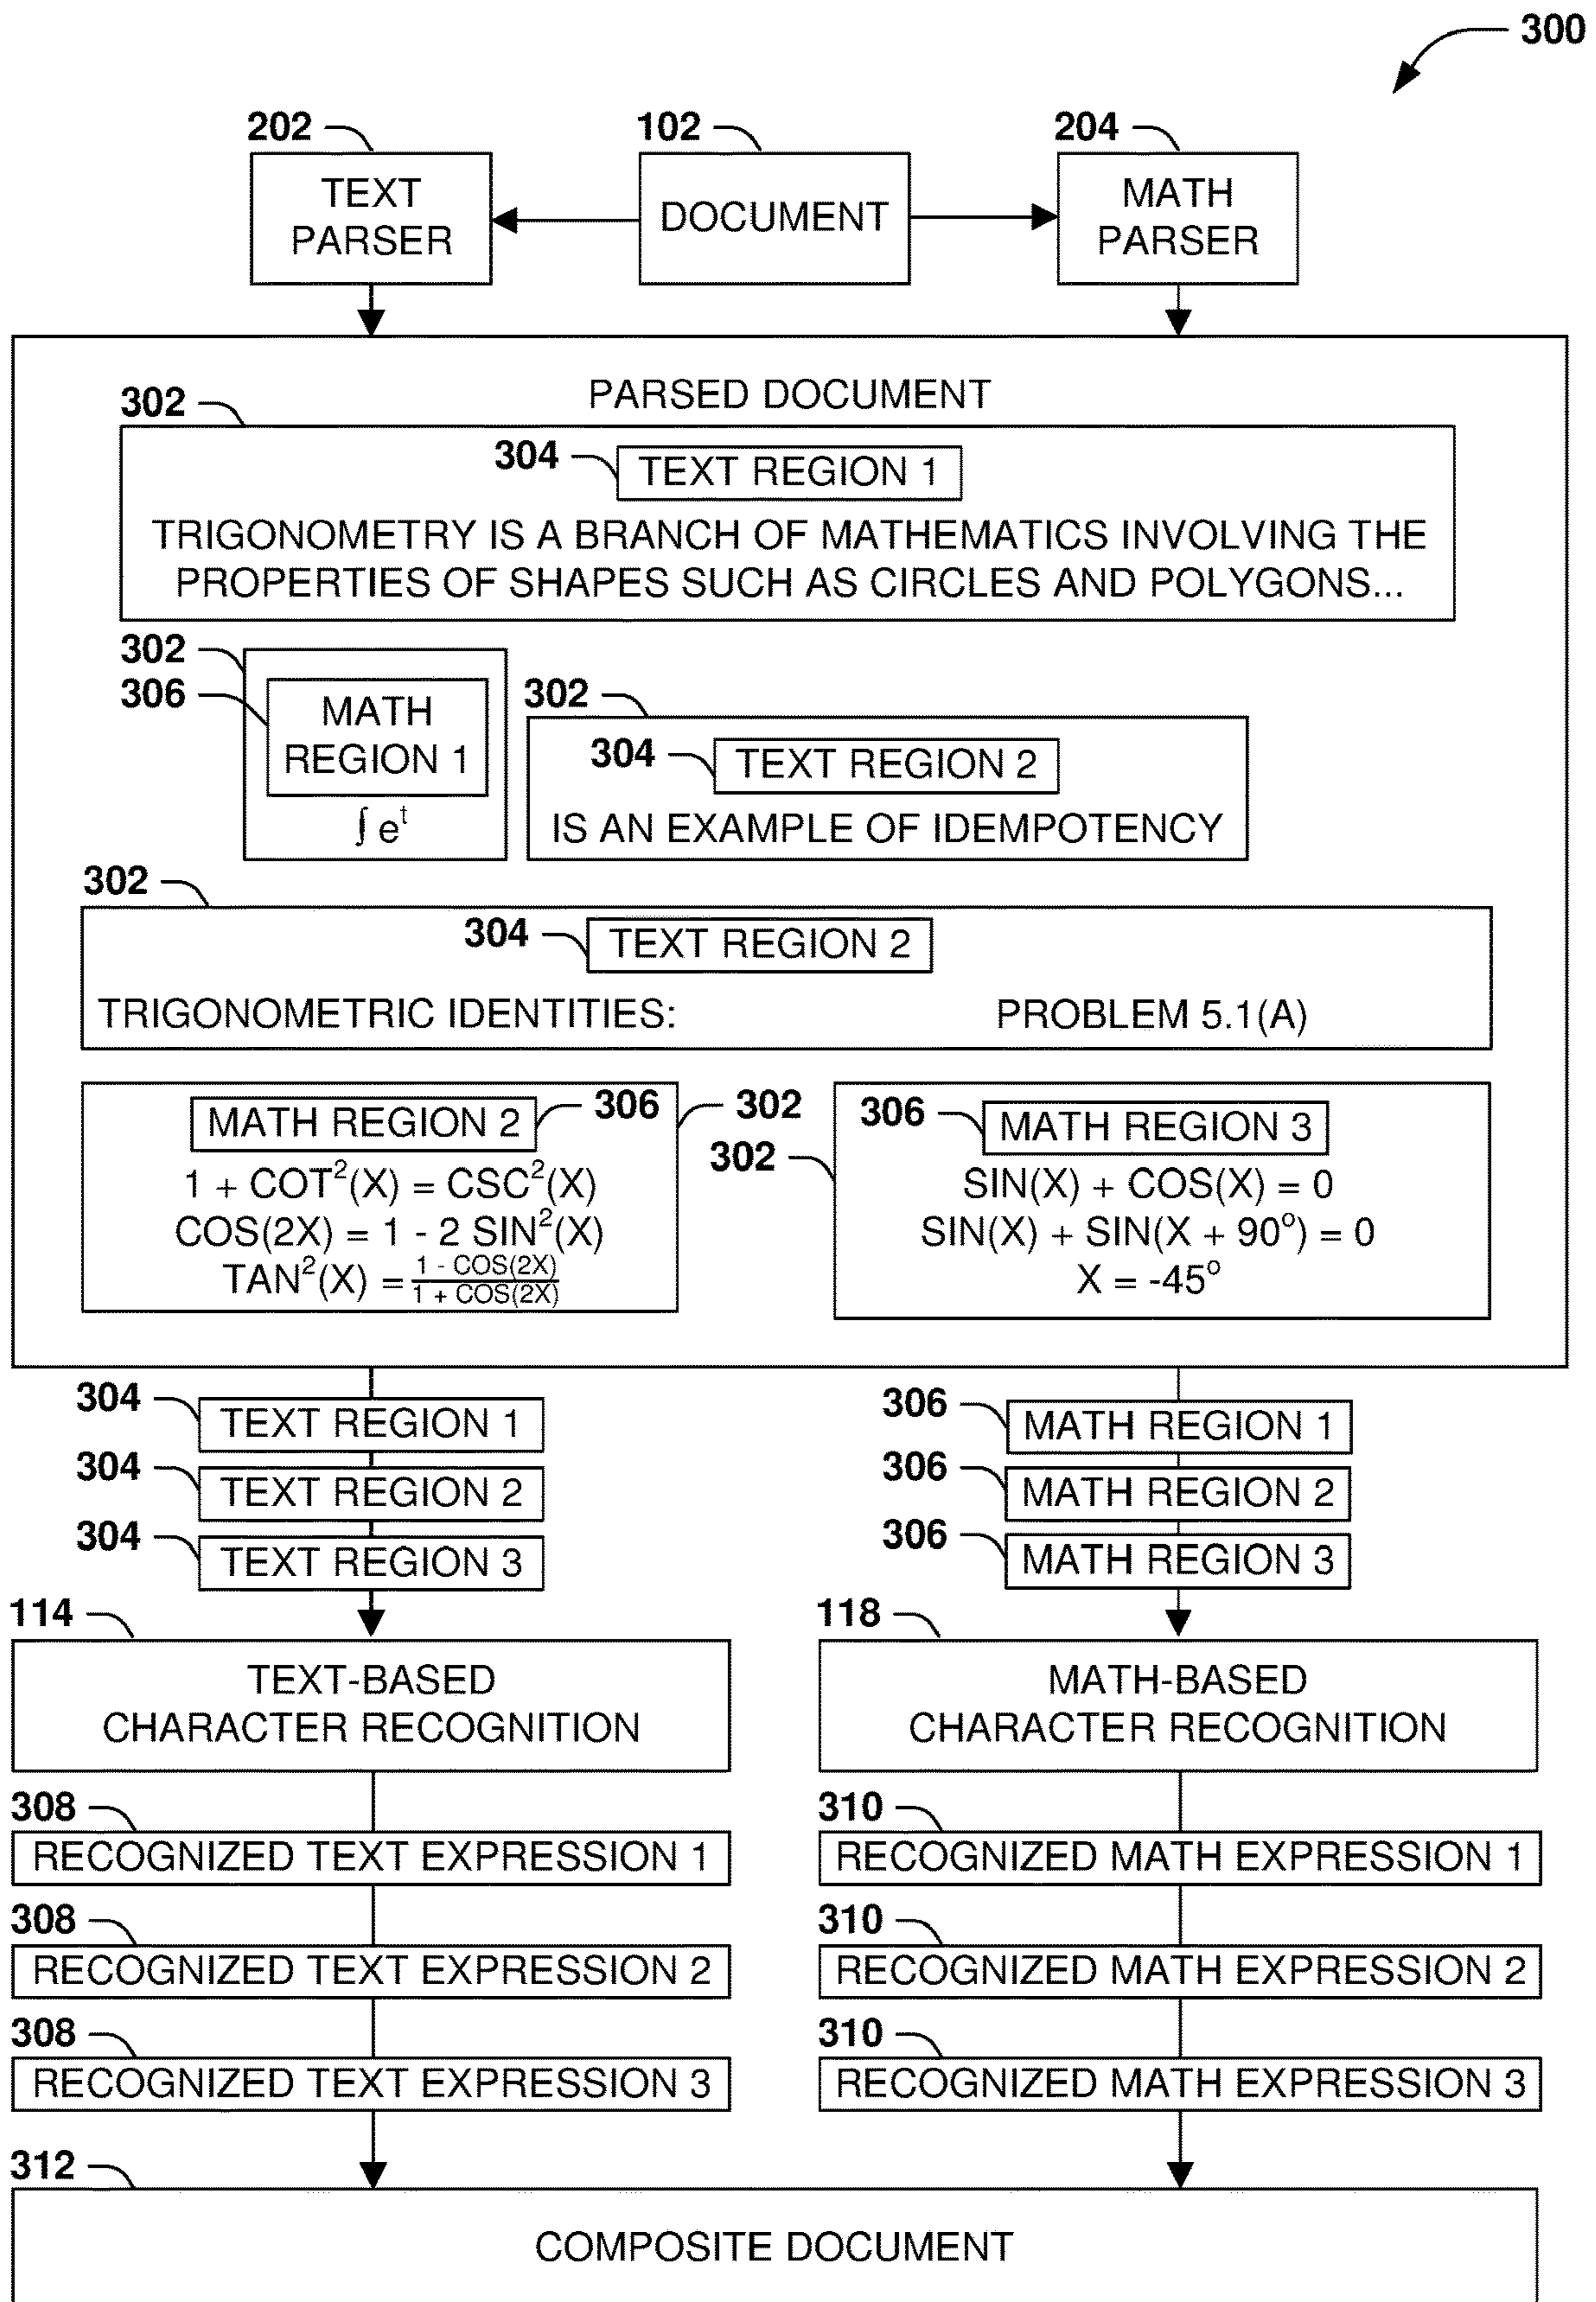 300
202
102
204
TEXT
PARSER
DOCUMENT
MATH
PARSER
PARSED DOCUMENT
302
304
TEXT REGION 1
TRIGONOMETRY IS A BRANCH OF MATHEMATICS INVOLVING THE
PROPERTIES OF SHAPES SUCH AS CIRCLES AND POLYGONS...
302
306
MATH
REGION 1
∫ eᵗ
302
304
TEXT REGION 2
IS AN EXAMPLE OF IDEMPOTENCY
302
304
TEXT REGION 2
TRIGONOMETRIC IDENTITIES:
PROBLEM 5.1(A)
MATH REGION 2
306
302
1 + COT²(X) = CSC²(X)
COS(2X) = 1 - 2 SIN²(X)
TAN²(X) = (1 - COS(2X))/(1 + COS(2X))
302
306
MATH REGION 3
SIN(X) + COS(X) = 0
SIN(X) + SIN(X + 90°) = 0
X = -45°
304
TEXT REGION 1
304
TEXT REGION 2
304
TEXT REGION 3
306
MATH REGION 1
306
MATH REGION 2
306
MATH REGION 3
114
TEXT-BASED
CHARACTER RECOGNITION
118
MATH-BASED
CHARACTER RECOGNITION
308
RECOGNIZED TEXT EXPRESSION 1
308
RECOGNIZED TEXT EXPRESSION 2
308
RECOGNIZED TEXT EXPRESSION 3
310
RECOGNIZED MATH EXPRESSION 1
310
RECOGNIZED MATH EXPRESSION 2
310
RECOGNIZED MATH EXPRESSION 3
312
COMPOSITE DOCUMENT